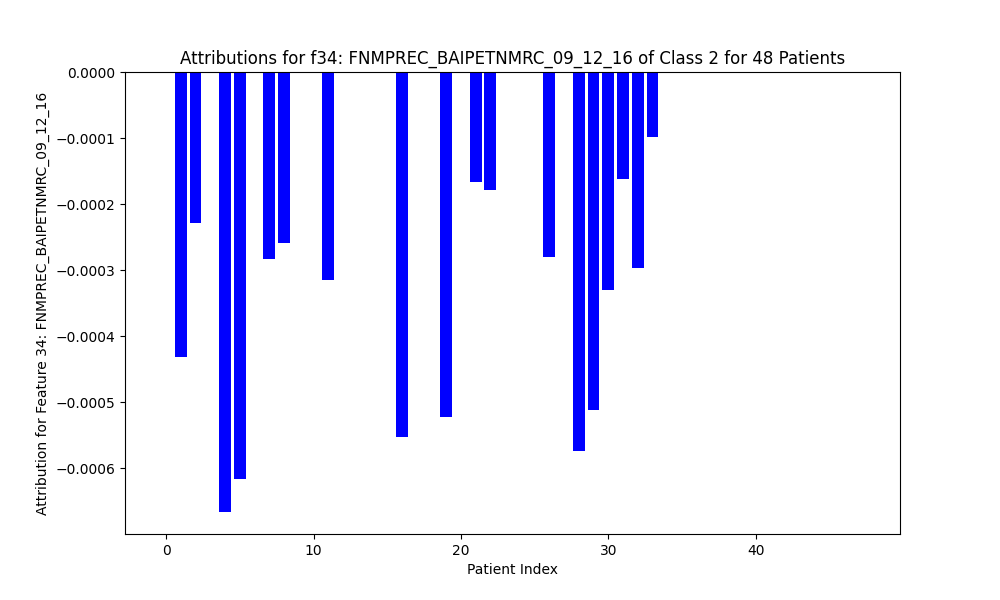 Attributions for f34: FNMPREC_BAIPETNMRC_09_12_16 of Class 2 for 48 Patients
Attribution for Feature 34: FNMPREC_BAIPETNMRC_09_12_16
0.0000
−0.0001
−0.0002
−0.0003
−0.0004
−0.0005
−0.0006
0 10 20 30 40
Patient Index